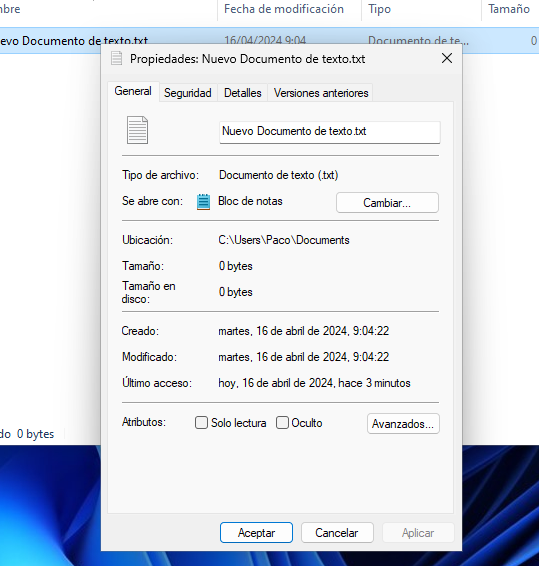 mbre Fecha de modificación Tipo Tamaño
evo Documento de texto.txt 16/04/2024 9:04 Documento de te... 0
Propiedades: Nuevo Documento de texto.txt
General Seguridad Detalles Versiones anteriores
Nuevo Documento de texto.txt
Tipo de archivo: Documento de texto (.txt)
Se abre con: Bloc de notas Cambiar...
Ubicación: C:\Users\Paco\Documents
Tamaño: 0 bytes
Tamaño en
disco: 0 bytes
Creado: martes, 16 de abril de 2024, 9:04:22
Modificado: martes, 16 de abril de 2024, 9:04:22
Último acceso: hoy, 16 de abril de 2024, hace 3 minutos
Atributos: Solo lectura Oculto Avanzados...
do 0 bytes
Aceptar Cancelar Aplicar